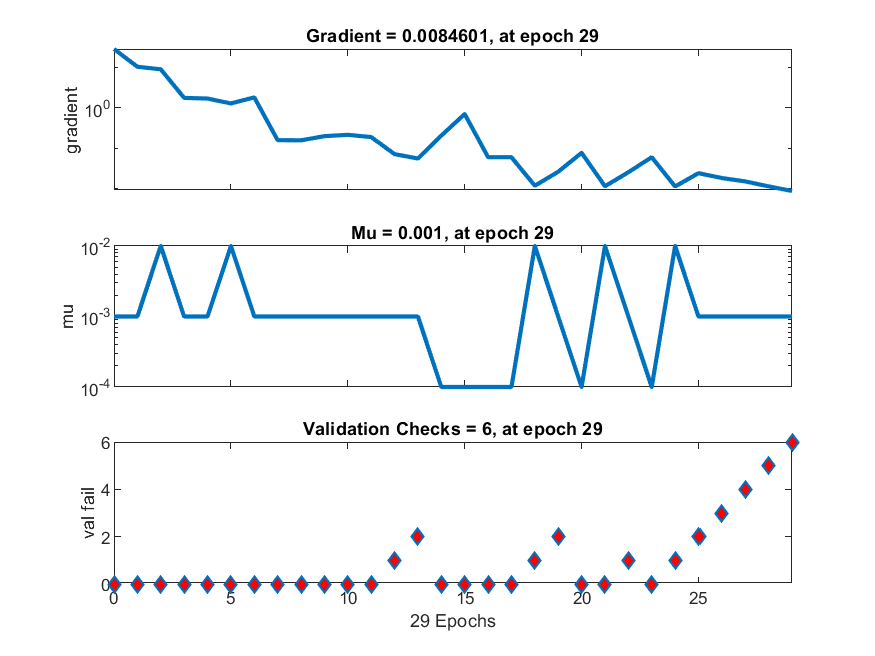 Gradient = 0.0084601, at epoch 29
10^0
gradient
Mu = 0.001, at epoch 29
10^-2
10^-3
10^-4
mu
Validation Checks = 6, at epoch 29
6
4
2
0
val fail
0 5 10 15 20 25
29 Epochs